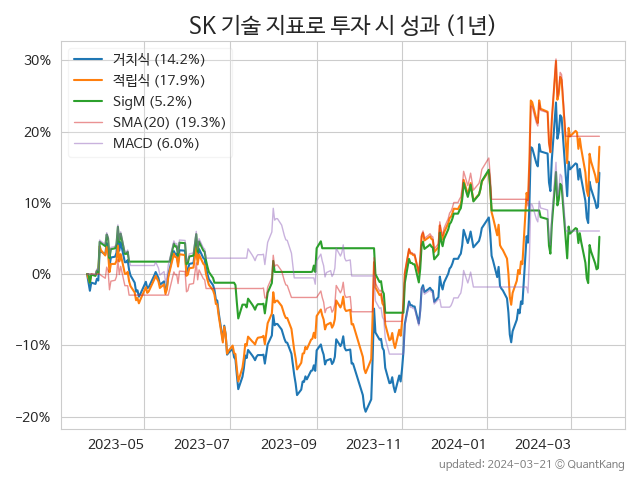 SK 기술 지표로 투자 시 성과 (1년)
거치식 (14.2%)
적립식 (17.9%)
SigM (5.2%)
SMA(20) (19.3%)
MACD (6.0%)
30%
20%
10%
0%
−10%
−20%
2023-05 2023-07 2023-09 2023-11 2024-01 2024-03
updated: 2024-03-21 © QuantKang